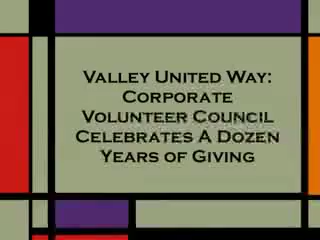 Valley United Way:
Corporate
Volunteer Council
Celebrates A Dozen
Years of Giving